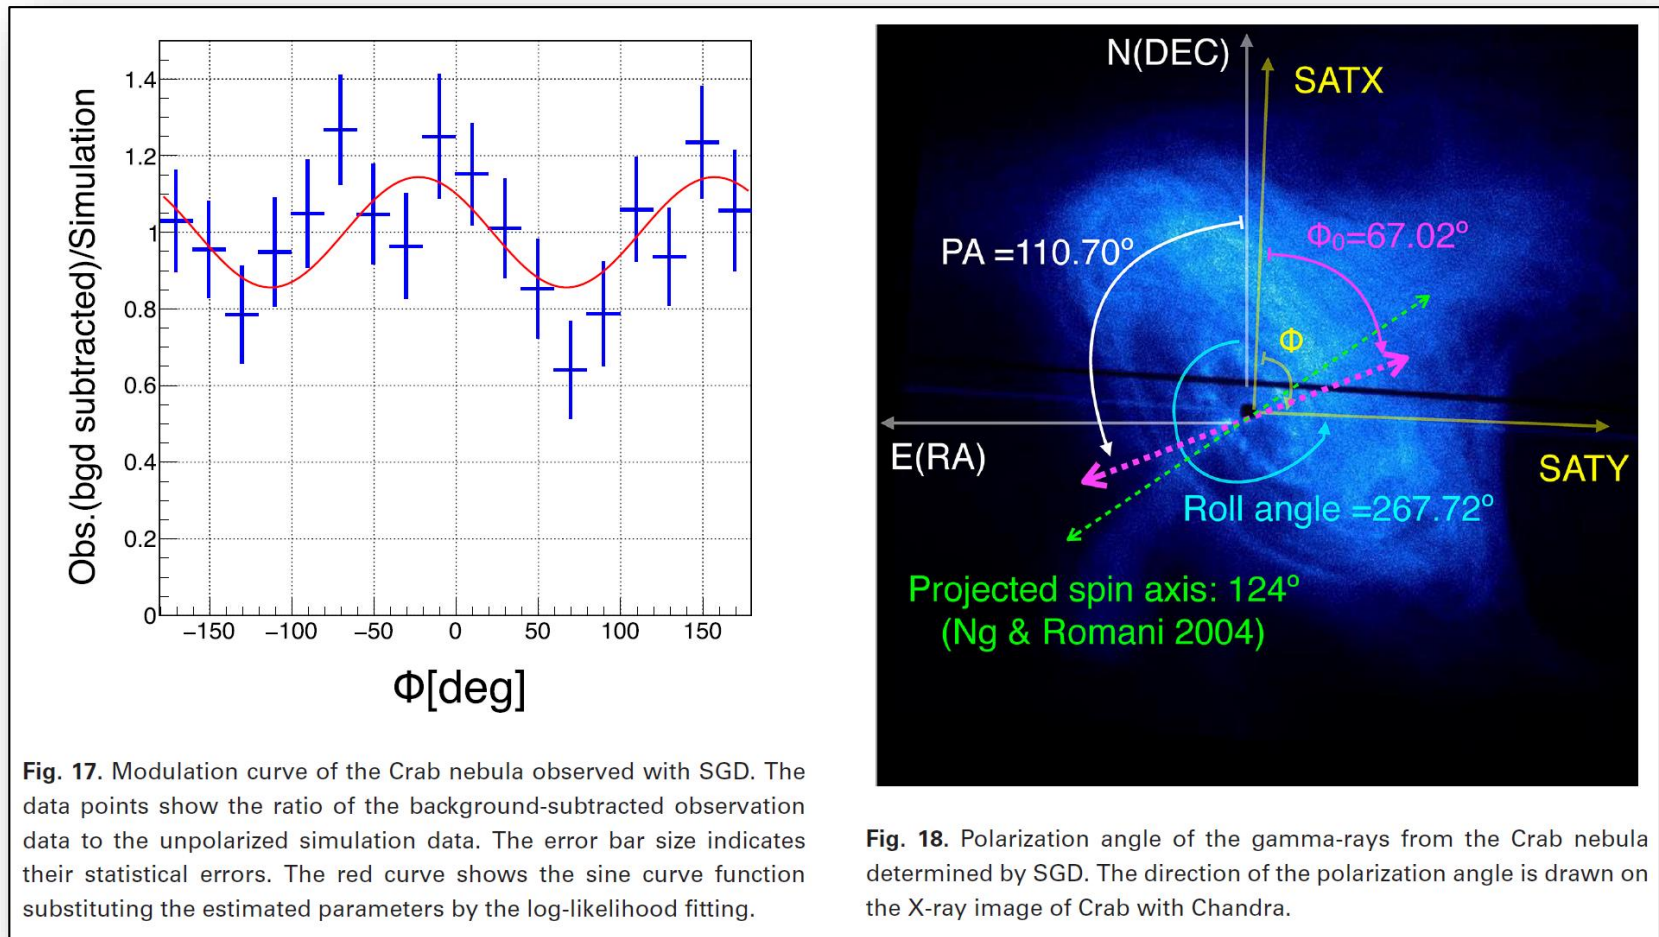 Obs.(bgd subtracted)/Simulation
1.4
1.2
1
0.8
0.6
0.4
0.2
0
−150 −100 −50 0 50 100 150
Φ[deg]
Fig. 17. Modulation curve of the Crab nebula observed with SGD. The
data points show the ratio of the background-subtracted observation
data to the unpolarized simulation data. The error bar size indicates
their statistical errors. The red curve shows the sine curve function
substituting the estimated parameters by the log-likelihood fitting.
N(DEC)
SATX
PA =110.70º
Φ0=67.02º
Φ
E(RA)
SATY
Roll angle =267.72º
Projected spin axis: 124º
(Ng & Romani 2004)
Fig. 18. Polarization angle of the gamma-rays from the Crab nebula
determined by SGD. The direction of the polarization angle is drawn on
the X-ray image of Crab with Chandra.